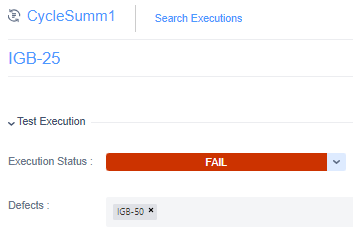 CycleSumm1
Search Executions
IGB-25
Test Execution
Execution Status : FAIL
Defects : IGB-50 ×